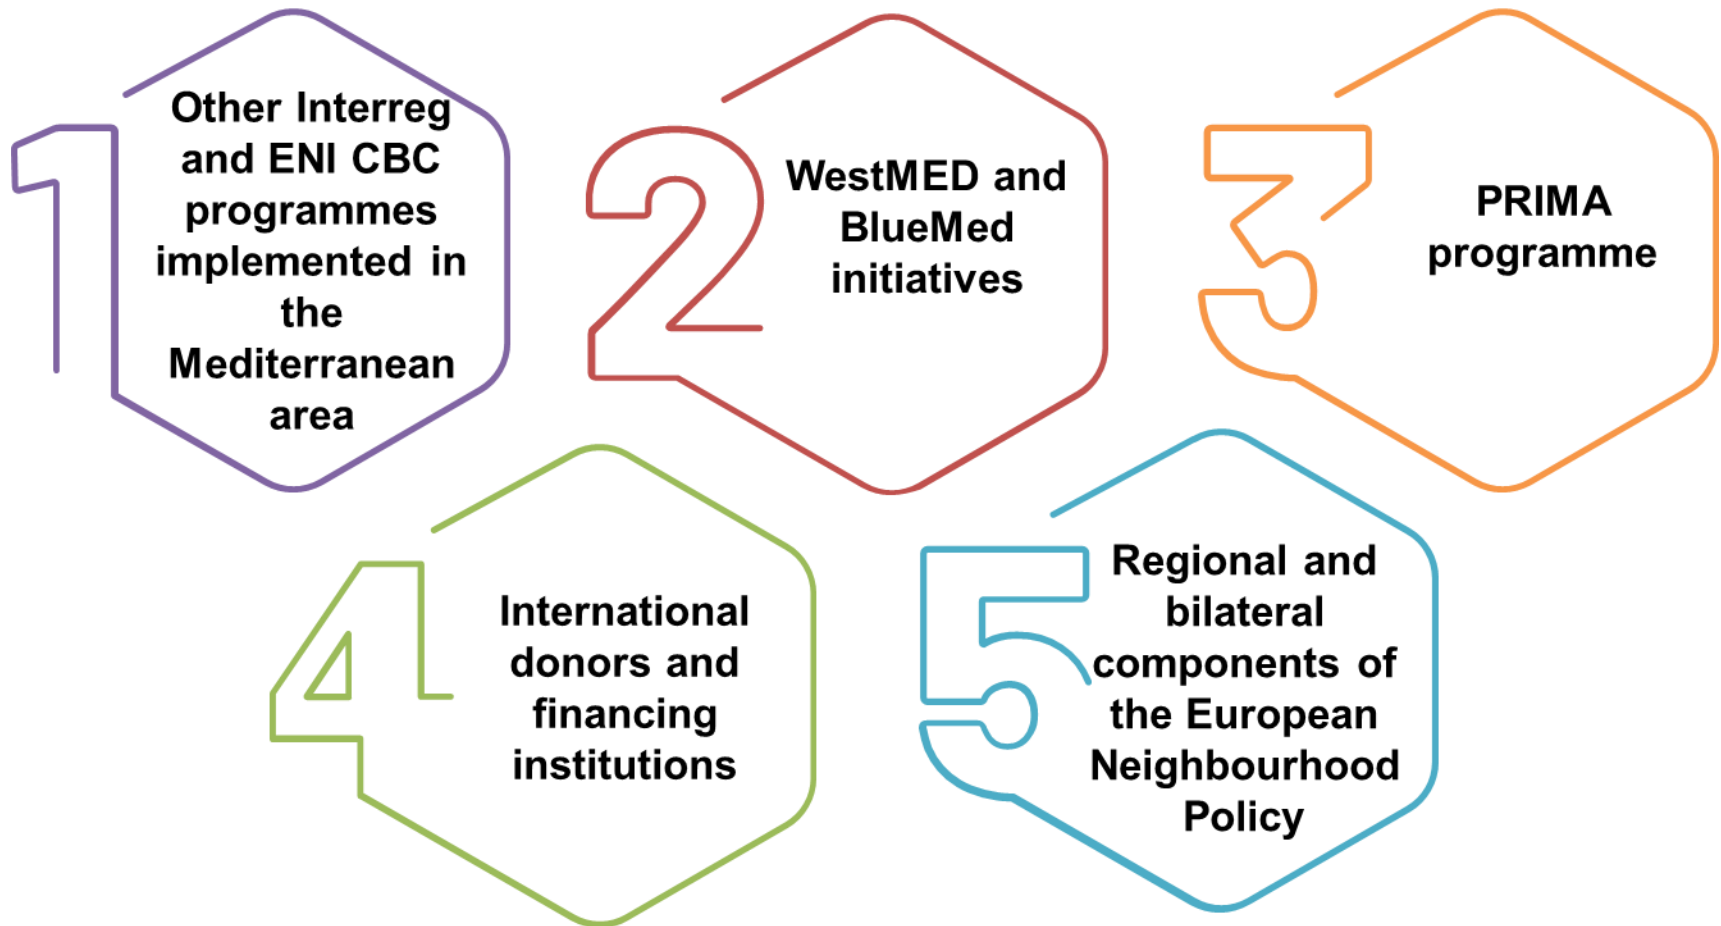 1
Other Interreg
and ENI CBC
programmes
implemented in
the
Mediterranean
area
2
WestMED and
BlueMed
initiatives
3
PRIMA
programme
4
International
donors and
financing
institutions
5
Regional and
bilateral
components of
the European
Neighbourhood
Policy